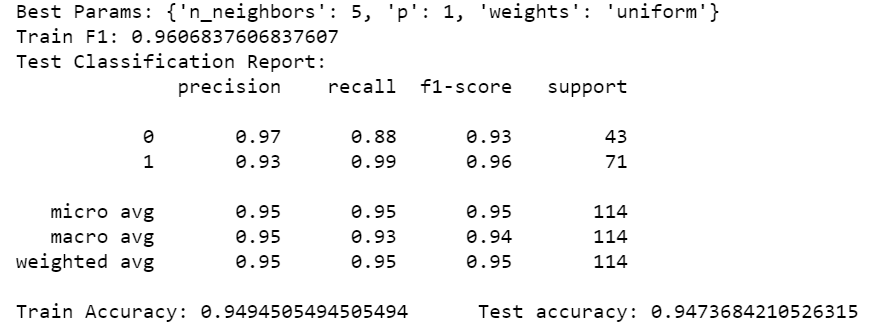 Best Params: {'n_neighbors': 5, 'p': 1, 'weights': 'uniform'}
Train F1: 0.9606837606837607
Test Classification Report:
              precision    recall  f1-score   support

           0       0.97      0.88      0.93        43
           1       0.93      0.99      0.96        71

   micro avg       0.95      0.95      0.95       114
   macro avg       0.95      0.93      0.94       114
weighted avg       0.95      0.95      0.95       114

Train Accuracy: 0.9494505494505494      Test accuracy: 0.9473684210526315